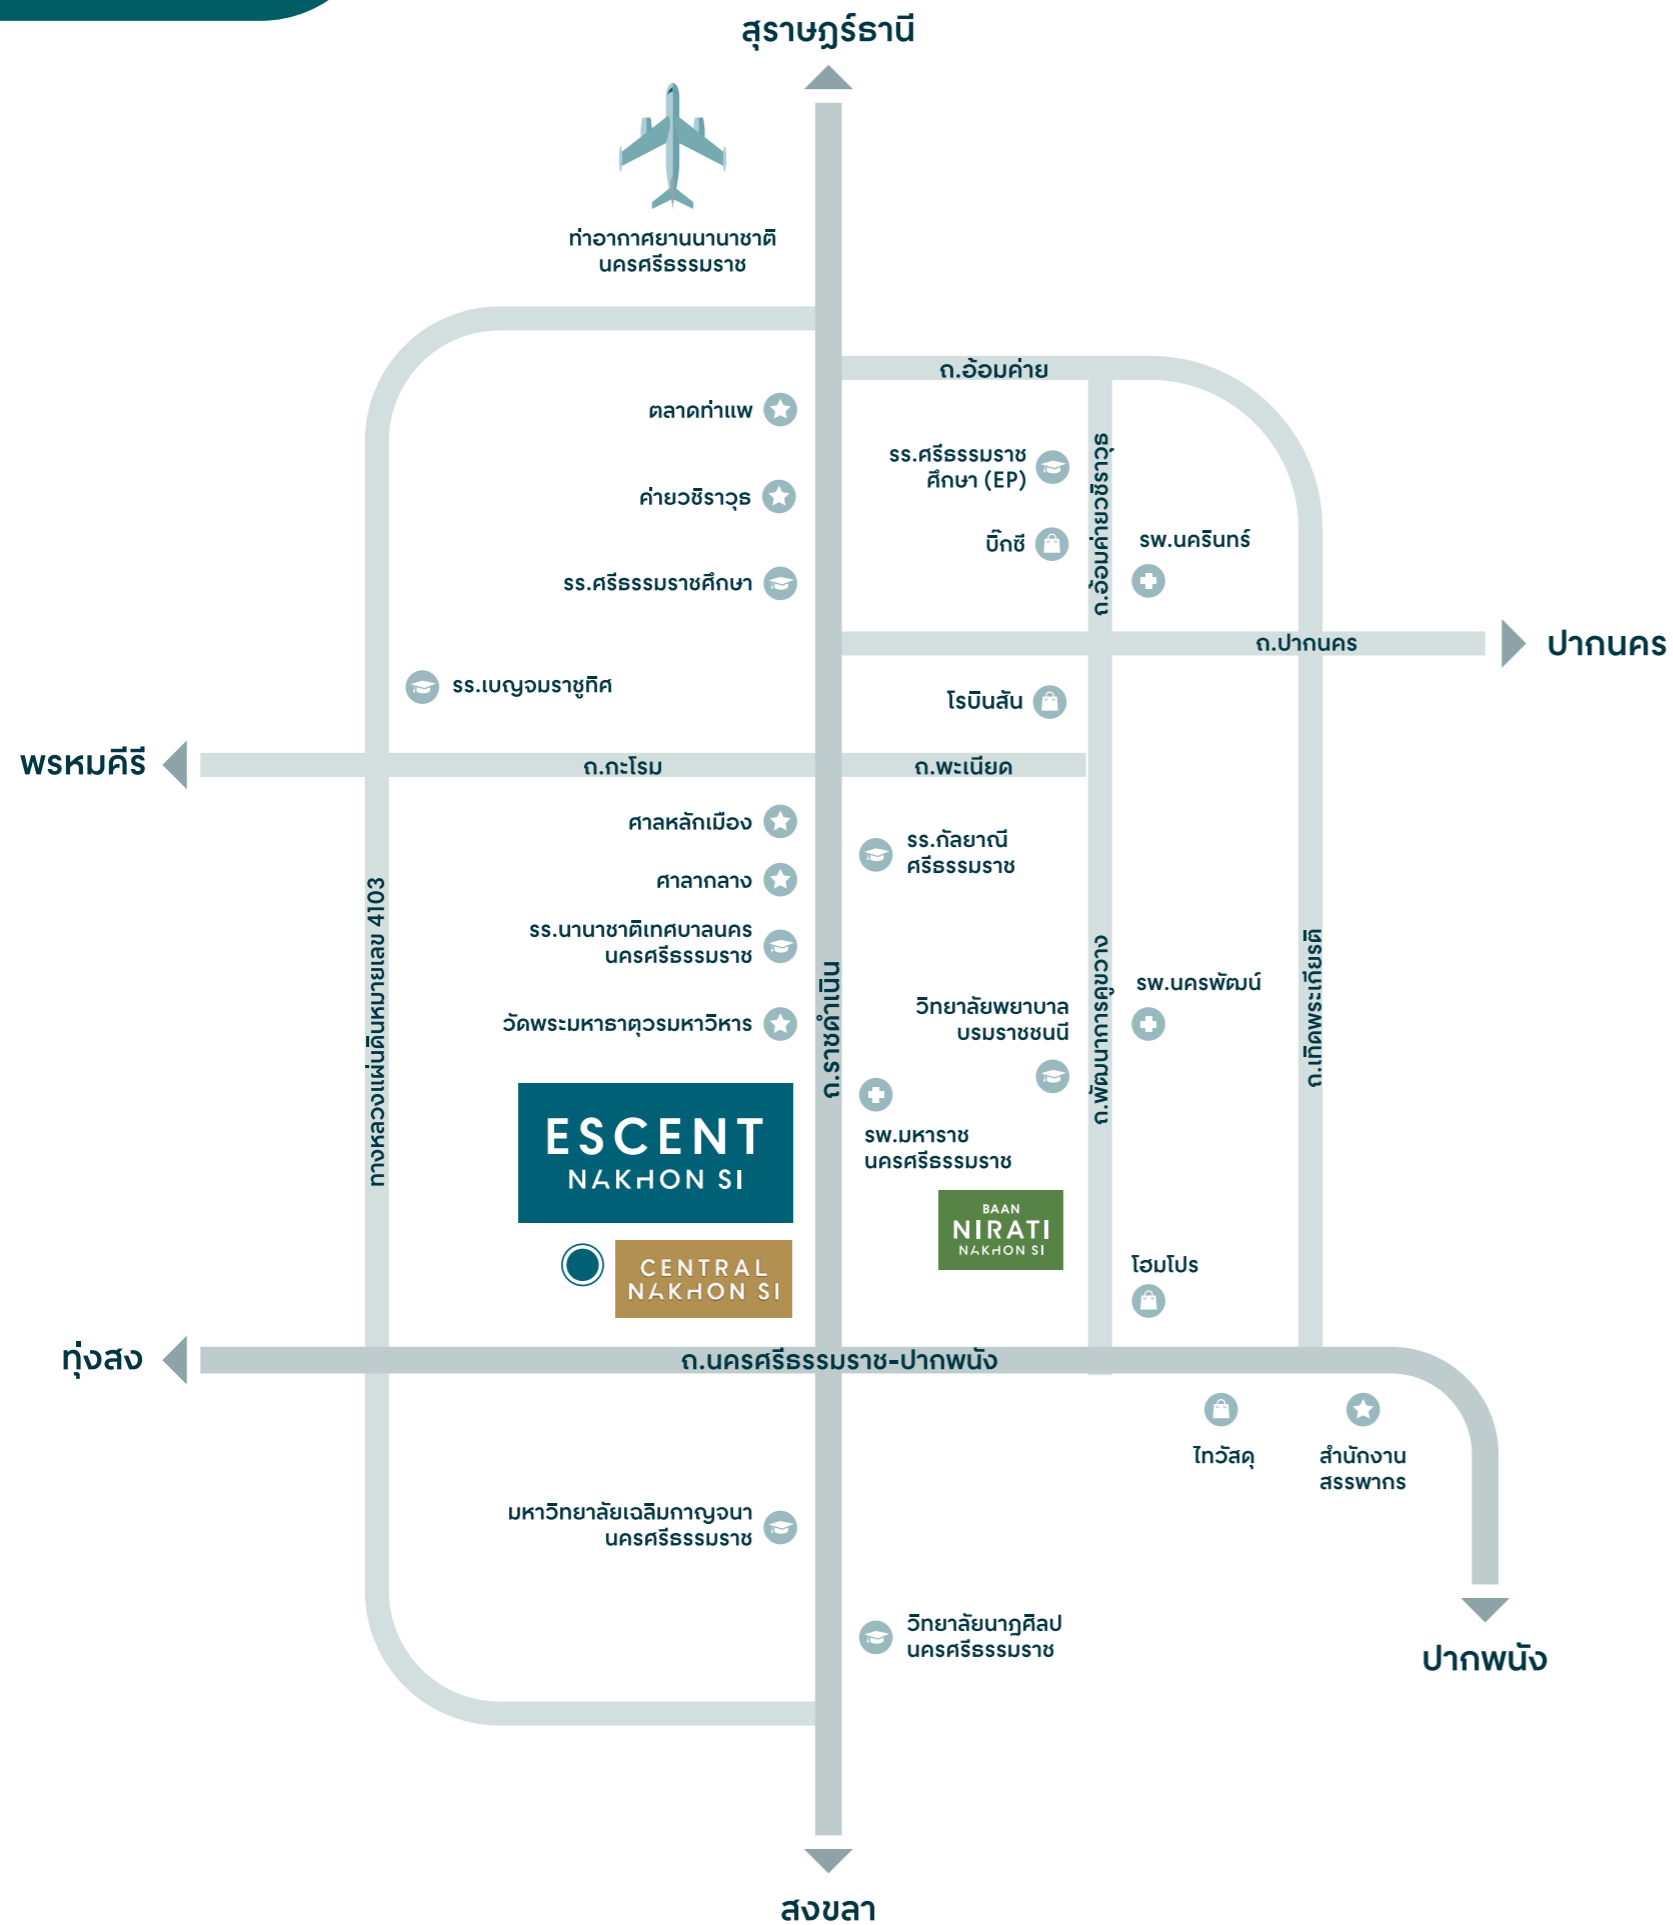 สุราษฎร์ธานี
ท่าอากาศยานนานาชาติ
นครศรีธรรมราช
ถ.อ้อมค่าย
ตลาดท่าแพ
รร.ศรีธรรมราช
ศึกษา (EP)
ค่ายวชิราวุธ
ถ.อ้อมค่ายวชิราวุธ
บิ๊กซี
รพ.นครินทร์
รร.ศรีธรรมราชศึกษา
ถ.ปากนคร
ปากนคร
รร.เบญจมราชูทิศ
โรบินสัน
พรหมคีรี
ถ.กะโรม
ถ.พะเนียด
ศาลหลักเมือง
รร.กัลยาณี
ศรีธรรมราช
ศาลากลาง
ทางหลวงแผ่นดินหมายเลข 4103
รร.นานาชาติเทศบาลนคร
นครศรีธรรมราช
ถ.ราชดำเนิน
ถ.พัฒนาการคูขวาง
ถ.เทิดพระเกียรติ
รพ.นครพัฒน์
วิทยาลัยพยาบาล
บรมราชชนนี
วัดพระมหาธาตุวรมหาวิหาร
ESCENT
NAKHON SI
รพ.มหาราช
นครศรีธรรมราช
BAAN
NIRATI
NAKHON SI
CENTRAL
NAKHON SI
โฮมโปร
ทุ่งสง
ถ.นครศรีธรรมราช-ปากพนัง
ไทวัสดุ
สำนักงาน
สรรพากร
มหาวิทยาลัยเฉลิมกาญจนา
นครศรีธรรมราช
วิทยาลัยนาฏศิลป
นครศรีธรรมราช
ปากพนัง
สงขลา